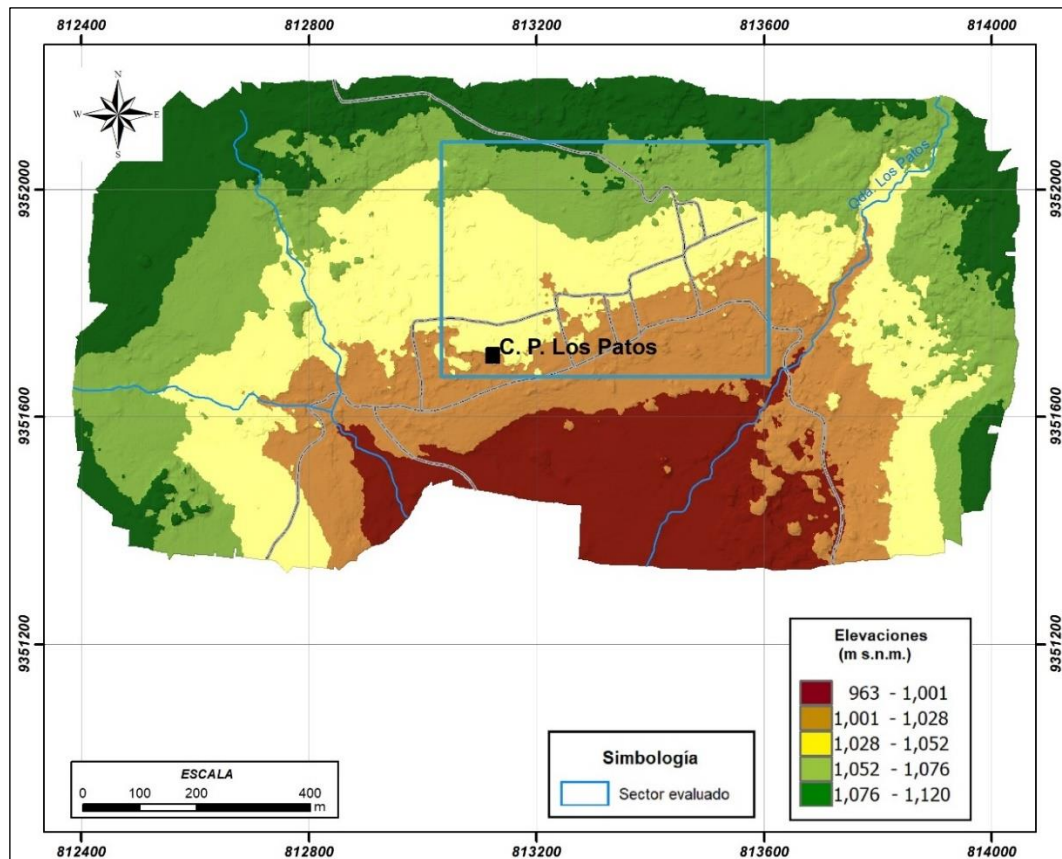 812400 812800 813200 813600 814000
N
W E
S
9352000 9352000
Qda. Los Patos
C. P. Los Patos
9351600 9351600
9351200 9351200
Elevaciones
(m s.n.m.)
963 - 1,001
1,001 - 1,028
1,028 - 1,052
1,052 - 1,076
1,076 - 1,120
Simbología
Sector evaluado
ESCALA
0 100 200 400
m
812400 812800 813200 813600 814000